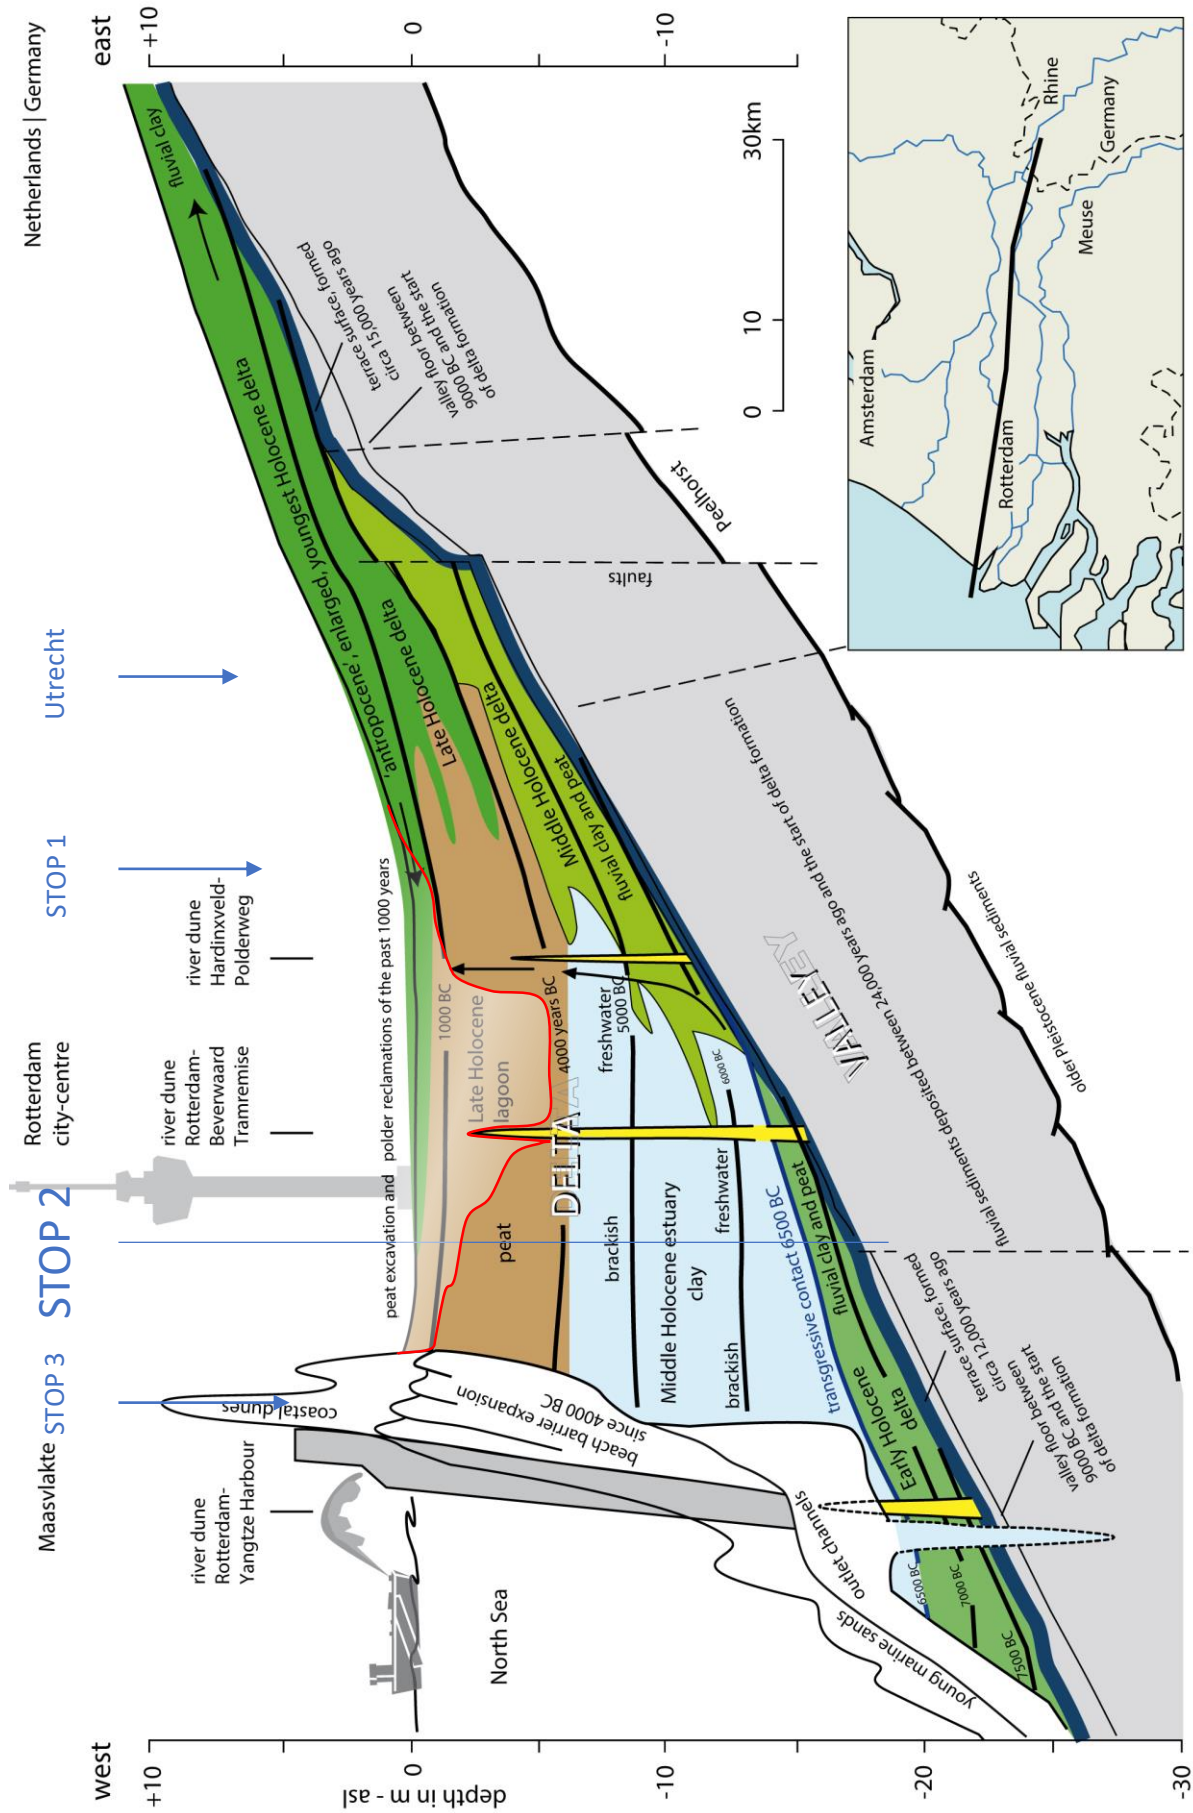 west
east
Netherlands | Germany
Maasvlakte
STOP 3
STOP 2
Rotterdam
city-centre
STOP 1
Utrecht
river dune
Rotterdam-
Yangtze Harbour
river dune
Rotterdam-
Beverwaard
Tramremise
river dune
Hardinxveld-
Polderweg
depth in m - asl
+10
0
-10
-20
-30
+10
0
-10
North Sea
coastal dunes
beach barrier expansion
since 4000 BC
outlet channels
young marine sands
peat excavation and polder reclamations of the past 1000 years
1000 BC
Late Holocene
lagoon
peat
4000 years BC
DELTA
brackish
freshwater
5000 BC
Middle Holocene estuary
clay
brackish
freshwater
6000 BC
transgressive contact 6500 BC
fluvial clay and peat
Early Holocene
delta
6500 BC
7000 BC
7500 BC
'antropocene', enlarged, youngest Holocene delta
fluvial clay
Late Holocene delta
Middle Holocene delta
fluvial clay and peat
terrace surface, formed
circa 15,000 years ago
valley floor between
9000 BC and the start
of delta formation
terrace surface, formed
circa 12,000 years ago
valley floor between
9000 BC and the start
of delta formation
VALLEY
fluvial sediments deposited between 24,000 years ago and the start of delta formation
older Pleistocene fluvial sediments
faults
Peelhorst
0
10
30km
Amsterdam
Rotterdam
Rhine
Meuse
Germany